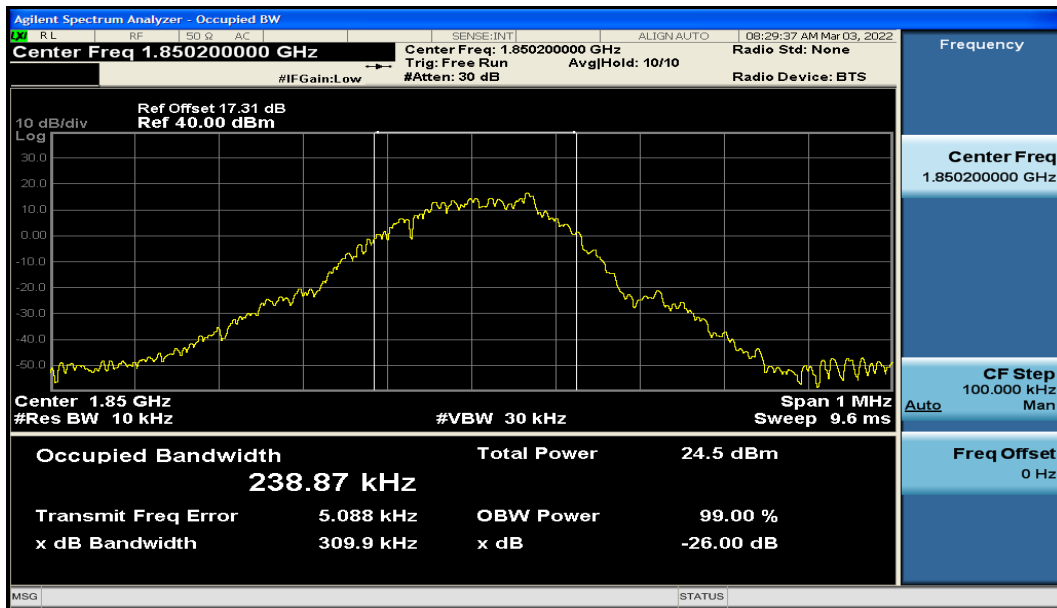 Agilent Spectrum Analyzer - Occupied BW
LXI RL RF 50 Ω AC SENSE:INT ALIGN AUTO 08:29:37 AM Mar 03, 2022
Center Freq 1.850200000 GHz
Center Freq: 1.850200000 GHz Radio Std: None
Trig: Free Run Avg|Hold: 10/10
#IFGain:Low #Atten: 30 dB Radio Device: BTS
Ref Offset 17.31 dB
10 dB/div Ref 40.00 dBm
Log
30.0
20.0
10.0
0.00
-10.0
-20.0
-30.0
-40.0
-50.0
Center 1.85 GHz Span 1 MHz
#Res BW 10 kHz #VBW 30 kHz Sweep 9.6 ms
Occupied Bandwidth Total Power 24.5 dBm
238.87 kHz
Transmit Freq Error 5.088 kHz OBW Power 99.00 %
x dB Bandwidth 309.9 kHz x dB -26.00 dB
MSG STATUS
Frequency
Center Freq
1.850200000 GHz
CF Step
100.000 kHz
Auto Man
Freq Offset
0 Hz